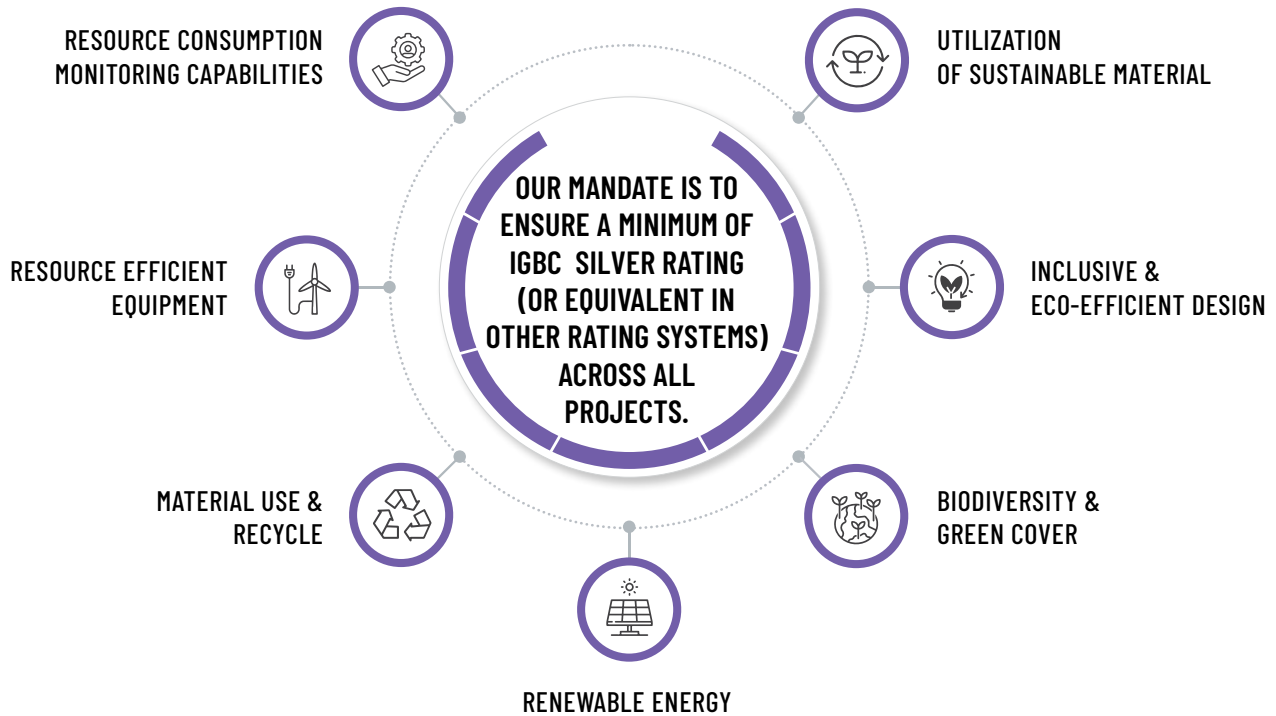 RESOURCE CONSUMPTION
MONITORING CAPABILITIES
UTILIZATION
OF SUSTAINABLE MATERIAL
OUR MANDATE IS TO
ENSURE A MINIMUM OF
IGBC  SILVER RATING
(OR EQUIVALENT IN
OTHER RATING SYSTEMS)
ACROSS ALL
PROJECTS.
RESOURCE EFFICIENT
EQUIPMENT
INCLUSIVE &
ECO-EFFICIENT DESIGN
MATERIAL USE &
RECYCLE
BIODIVERSITY &
GREEN COVER
RENEWABLE ENERGY